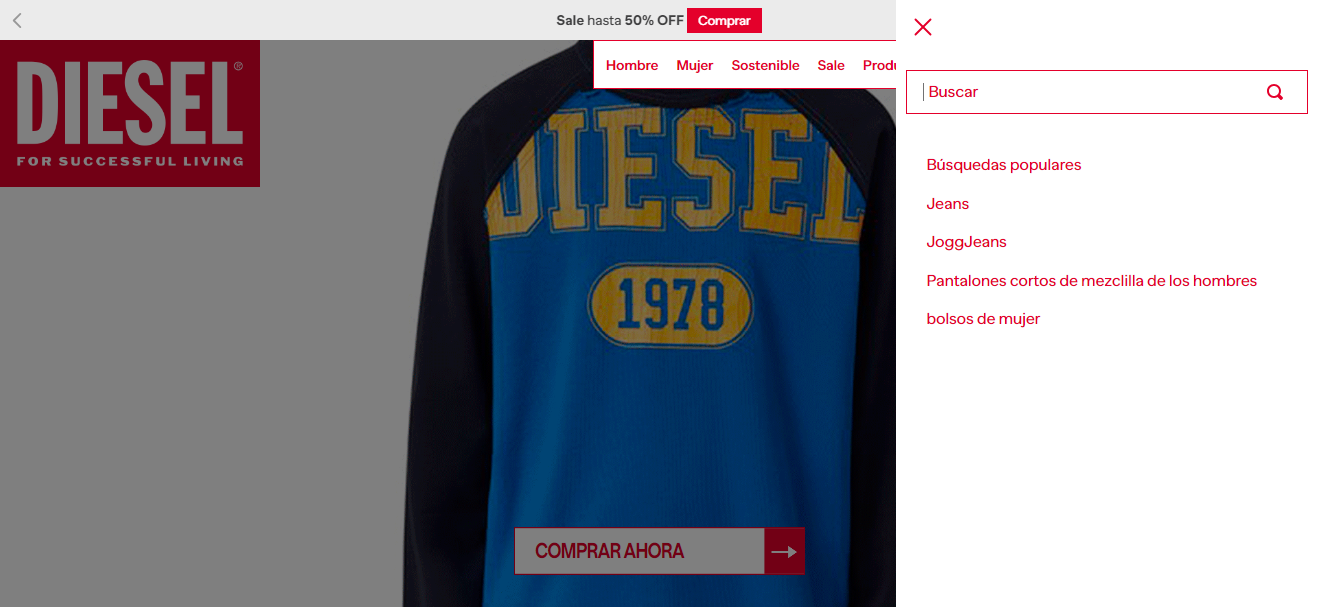 Sale hasta 50% OFF Comprar
DIESEL®
FOR SUCCESSFUL LIVING
Hombre Mujer Sostenible Sale Produ
DIESEL
1978
COMPRAR AHORA
Buscar
Búsquedas populares
Jeans
JoggJeans
Pantalones cortos de mezclilla de los hombres
bolsos de mujer